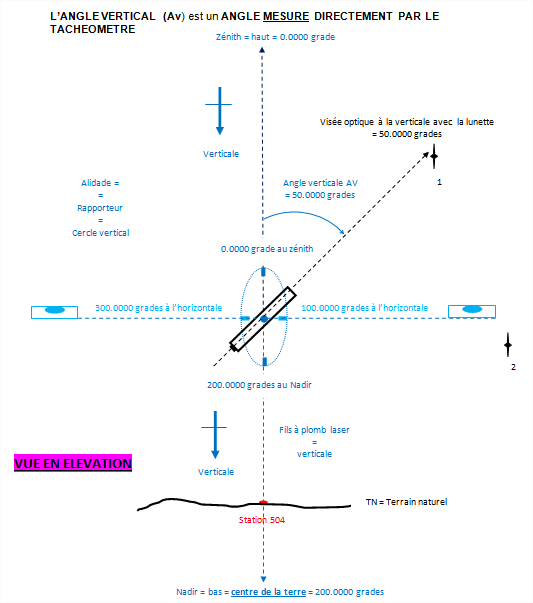 L'ANGLE VERTICAL (Av) est un ANGLE MESURE DIRECTEMENT PAR LE
TACHEOMETRE
Zénith = haut = 0.0000 grade
Visée optique à la verticale avec la lunette
= 50.0000 grades
Verticale
1
Alidade =
=
Rapporteur
=
Cercle vertical
Angle verticale AV
= 50.0000 grades
0.0000 grade au zénith
300.0000 grades à l'horizontale
100.0000 grades à l'horizontale
2
200.0000 grades au Nadir
Fils à plomb laser
=
verticale
VUE EN ELEVATION
Verticale
TN = Terrain naturel
Station 504
Nadir = bas = centre de la terre = 200.0000 grades